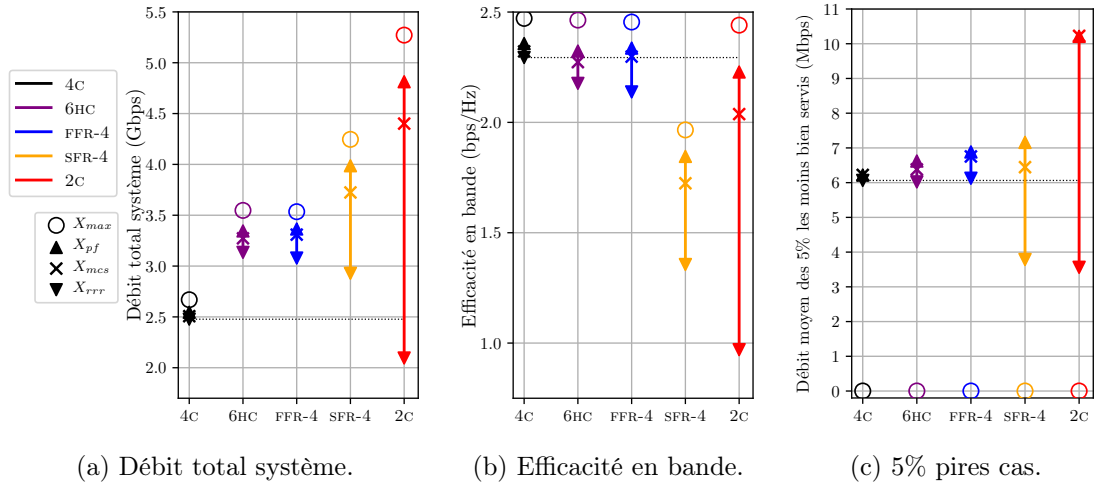 4C
6HC
FFR-4
SFR-4
2C
X_max
X_pf
X_mcs
X_rrr
Débit total système (Gbps)
5.5
5.0
4.5
4.0
3.5
3.0
2.5
2.0
4C 6HC FFR-4 SFR-4 2C
(a) Débit total système.
Efficacité en bande (bps/Hz)
2.5
2.0
1.5
1.0
4C 6HC FFR-4 SFR-4 2C
(b) Efficacité en bande.
Débit moyen des 5% les moins bien servis (Mbps)
11
10
9
8
7
6
5
4
3
2
1
0
4C 6HC FFR-4 SFR-4 2C
(c) 5% pires cas.